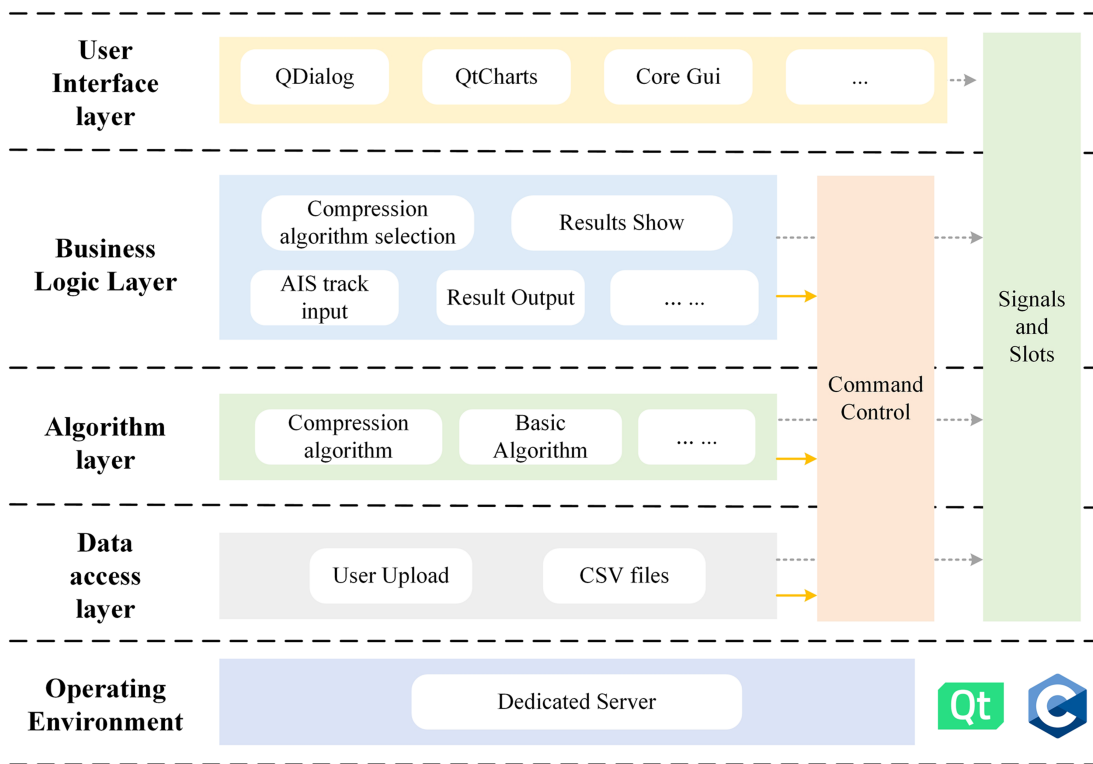 User
Interface
layer
QDialog
QtCharts
Core Gui
...
Business
Logic Layer
Compression
algorithm selection
Results Show
AIS track
input
Result Output
... ...
Algorithm
layer
Compression
algorithm
Basic
Algorithm
... ...
Data
access
layer
User Upload
CSV files
Command
Control
Signals
and
Slots
Operating
Environment
Dedicated Server
Qt
C